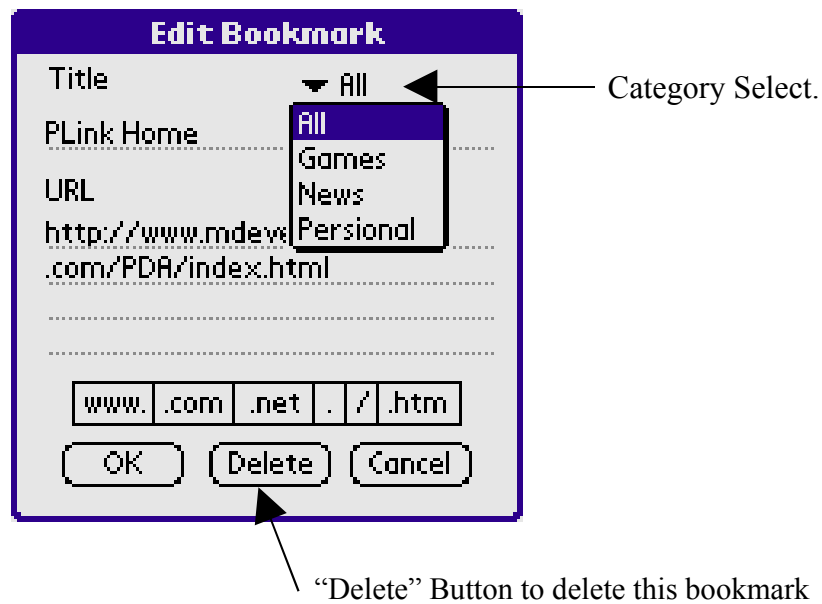 Edit Bookmark
Title All
Category Select.
All
PLink Home
Games
URL
News
http://www.mdeve
Persional
.com/PDA/index.html
www. .com .net . / .htm
OK Delete Cancel
“Delete” Button to delete this bookmark